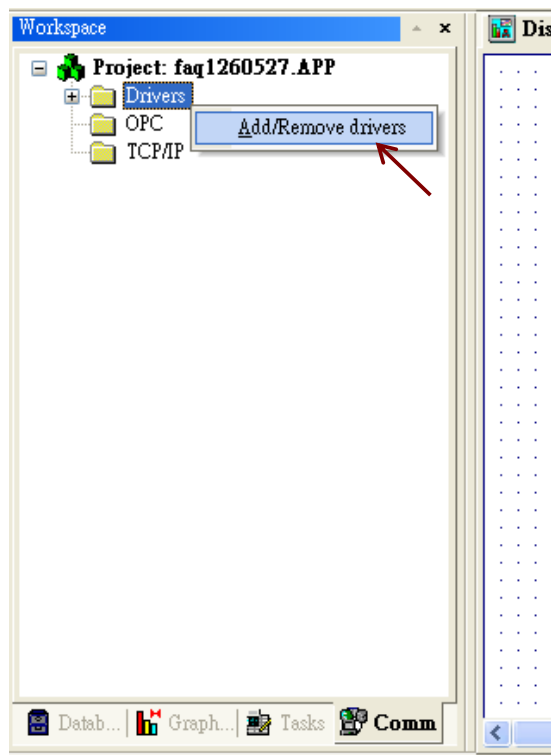 Workspace
Dis
Project: faq1260527.APP
Drivers
Add/Remove drivers
OPC
TCP/IP
Datab...
Graph...
Tasks
Comm